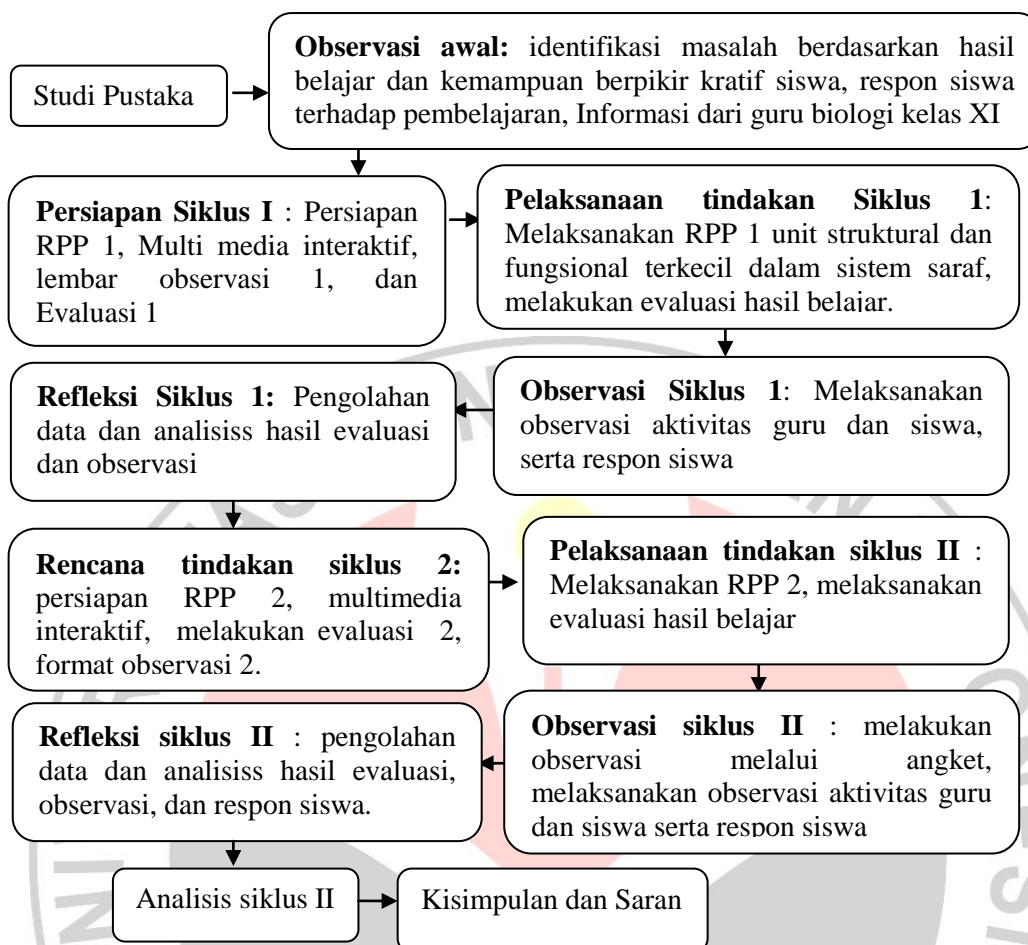 Studi Pustaka
Observasi awal: identifikasi masalah berdasarkan hasil
belajar dan kemampuan berpikir kratif siswa, respon siswa
terhadap pembelajaran, Informasi dari guru biologi kelas XI
Persiapan Siklus I : Persiapan
RPP 1, Multi media interaktif,
lembar observasi 1, dan
Evaluasi 1
Pelaksanaan tindakan Siklus 1:
Melaksanakan RPP 1 unit struktural dan
fungsional terkecil dalam sistem saraf,
melakukan evaluasi hasil belajar.
Observasi Siklus 1: Melaksanakan
observasi aktivitas guru dan siswa,
serta respon siswa
Refleksi Siklus 1: Pengolahan
data dan analisiss hasil evaluasi
dan observasi
Rencana tindakan siklus 2:
persiapan RPP 2, multimedia
interaktif, melakukan evaluasi 2,
format observasi 2.
Pelaksanaan tindakan siklus II :
Melaksanakan RPP 2, melaksanakan
evaluasi hasil belajar
Observasi siklus II : melakukan
observasi melalui angket,
melaksanakan observasi aktivitas guru
dan siswa serta respon siswa
Refleksi siklus II : pengolahan
data dan analisiss hasil evaluasi,
observasi, dan respon siswa.
Analisis siklus II
Kisimpulan dan Saran